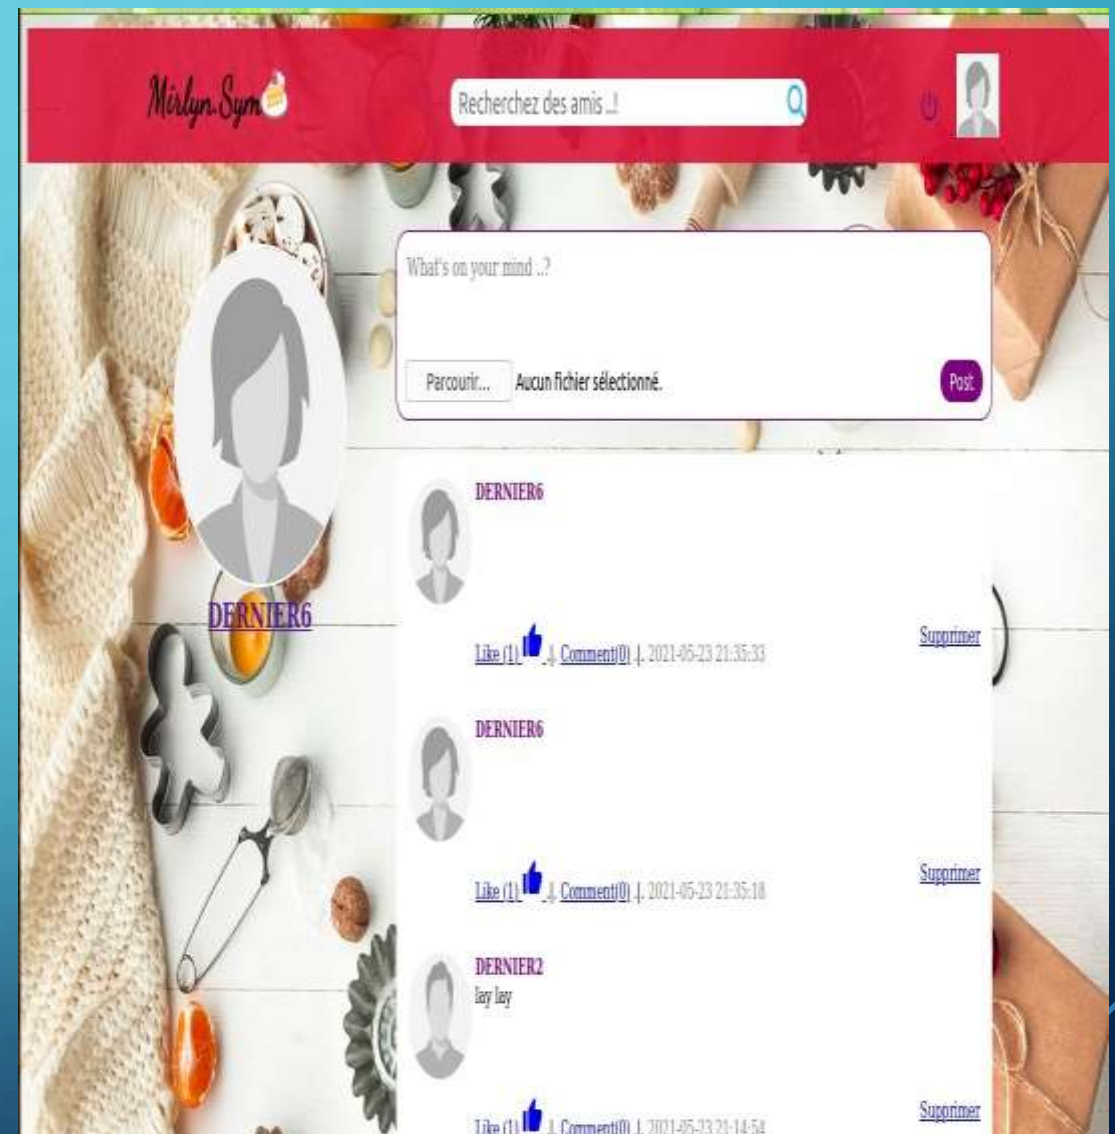 Mirlyn.Sym
Recherchez des amis ..!
What's on your mind ..?
Parcourir... Aucun fichier sélectionné.
Post
DERNIER6
DERNIER6
Like (1) . Comment(0) . 2021-05-23 21:35:33
Supprimer
DERNIER6
Like (1) . Comment(0) . 2021-05-23 21:35:18
Supprimer
DERNIER2
lay lay
Like (1) . Comment(0) . 2021-05-23 21:14:54
Supprimer